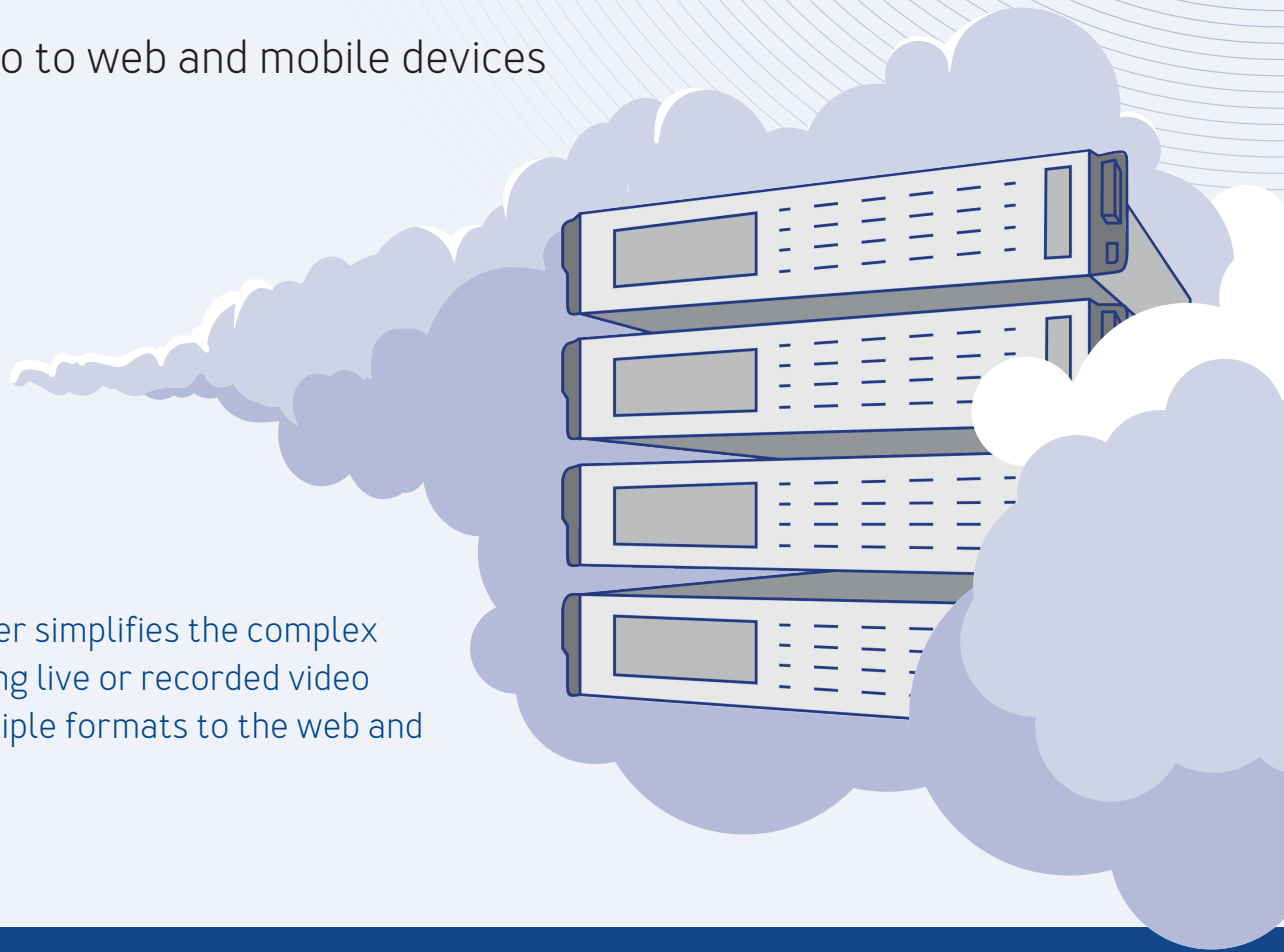 o to web and mobile devices
er simplifies the complex
ng live or recorded video
iple formats to the web and